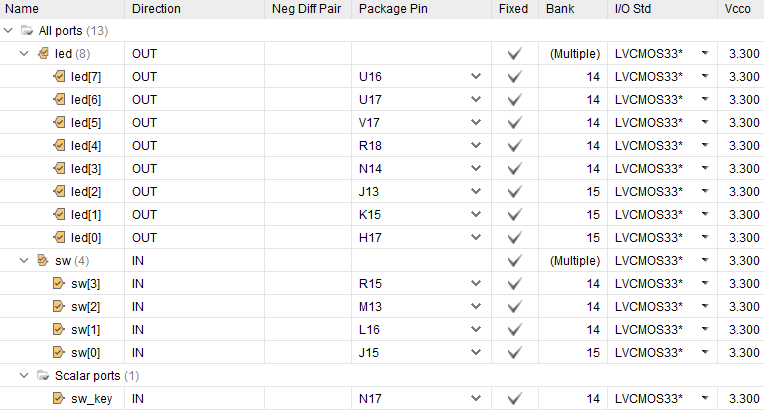 Name Direction Neg Diff Pair Package Pin Fixed Bank I/O Std Vcco
All ports (13)
led (8) OUT (Multiple) LVCMOS33* 3.300
led[7] OUT U16 14 LVCMOS33* 3.300
led[6] OUT U17 14 LVCMOS33* 3.300
led[5] OUT V17 14 LVCMOS33* 3.300
led[4] OUT R18 14 LVCMOS33* 3.300
led[3] OUT N14 14 LVCMOS33* 3.300
led[2] OUT J13 15 LVCMOS33* 3.300
led[1] OUT K15 15 LVCMOS33* 3.300
led[0] OUT H17 15 LVCMOS33* 3.300
sw (4) IN (Multiple) LVCMOS33* 3.300
sw[3] IN R15 14 LVCMOS33* 3.300
sw[2] IN M13 14 LVCMOS33* 3.300
sw[1] IN L16 14 LVCMOS33* 3.300
sw[0] IN J15 15 LVCMOS33* 3.300
Scalar ports (1)
sw_key IN N17 14 LVCMOS33* 3.300